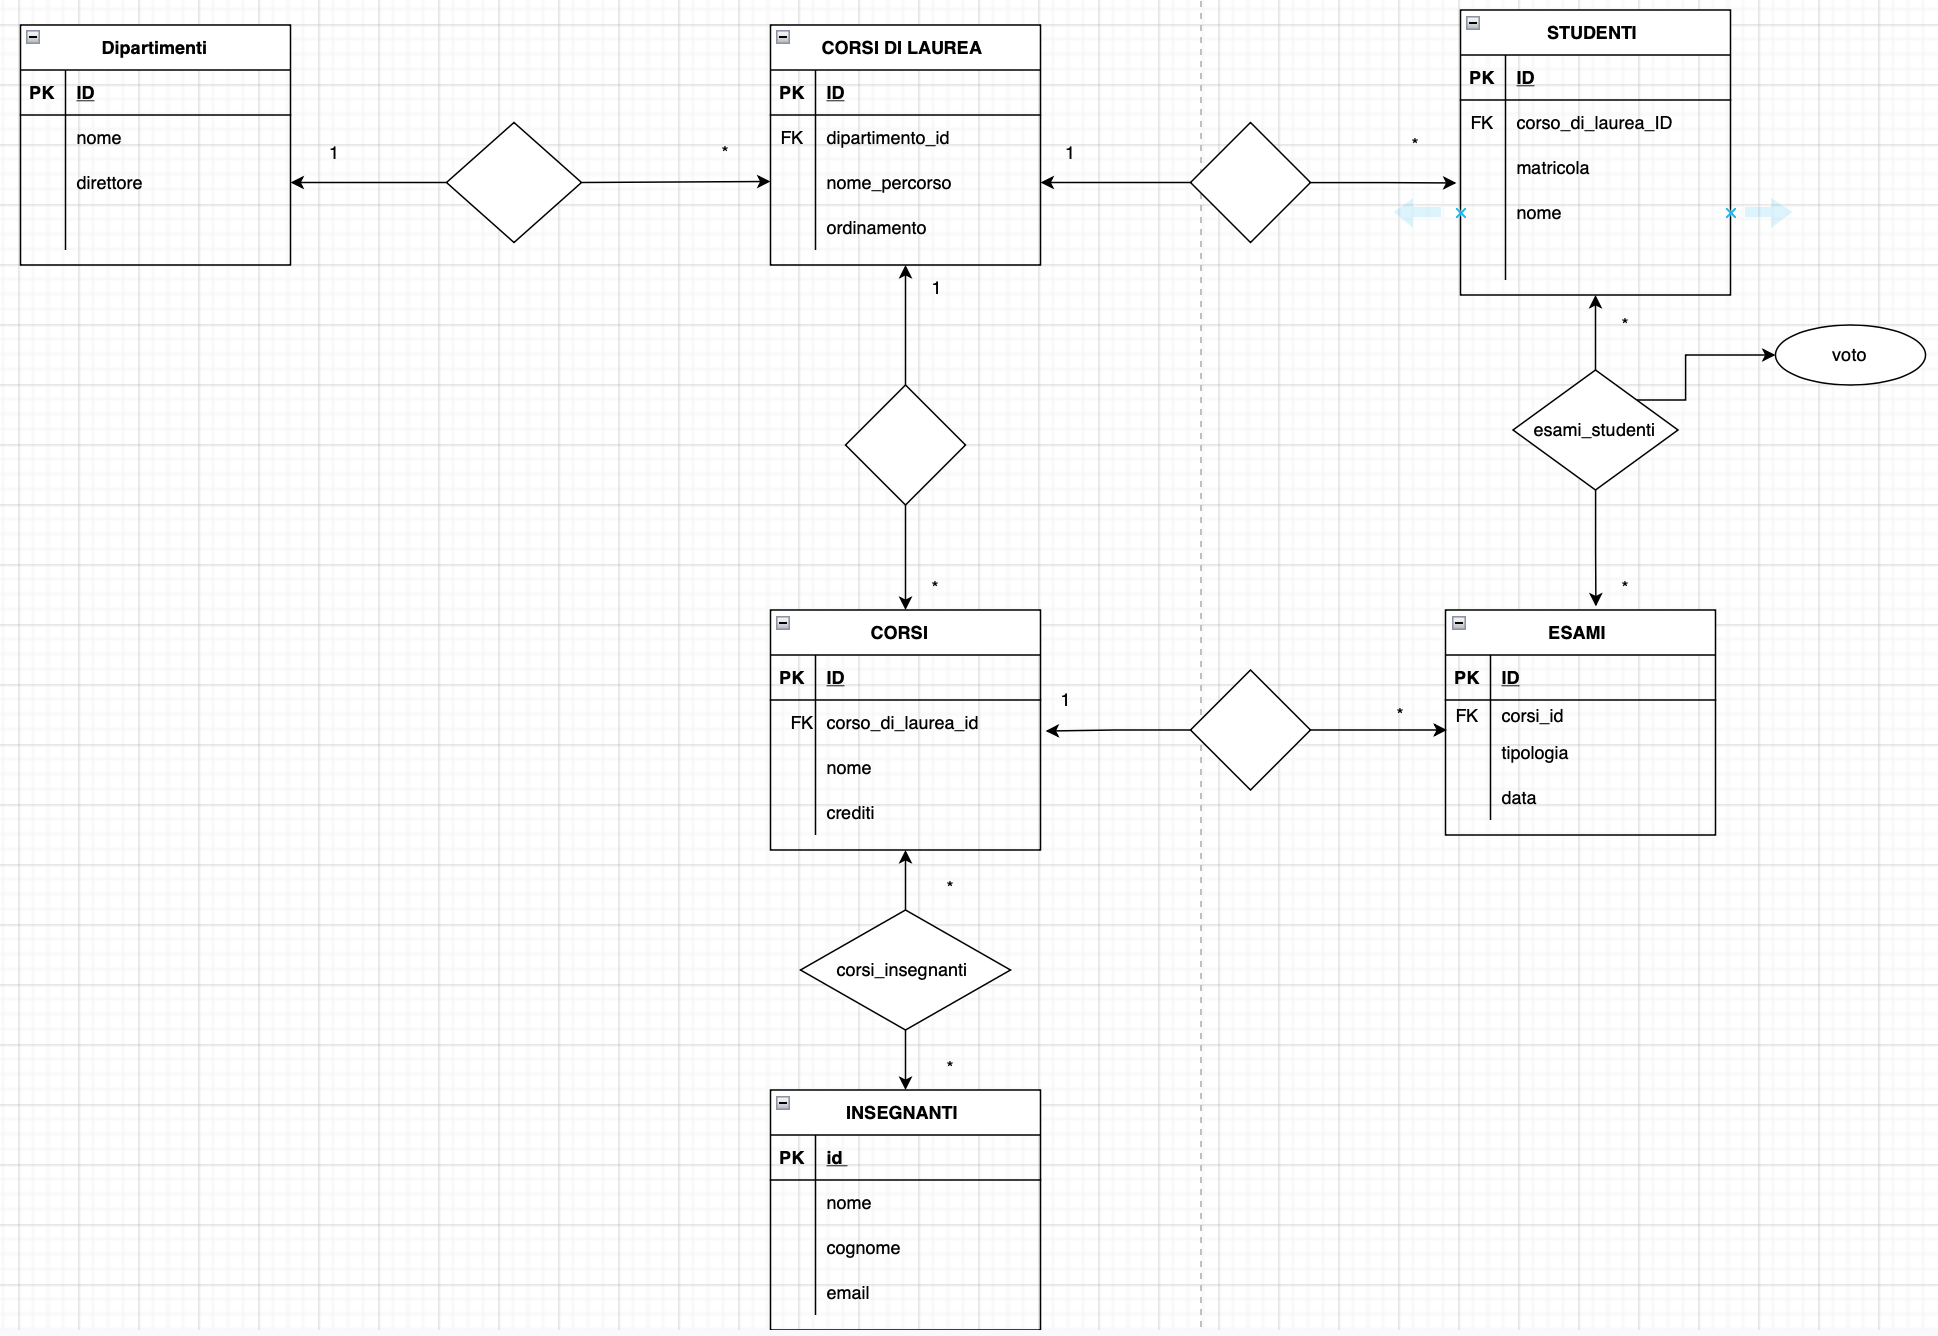 Dipartimenti
PK ID
nome
direttore
1
*
CORSI DI LAUREA
PK ID
FK dipartimento_id
nome_percorso
ordinamento
1
*
STUDENTI
PK ID
FK corso_di_laurea_ID
matricola
nome
1
*
voto
esami_studenti
*
*
CORSI
PK ID
FK corso_di_laurea_id
nome
crediti
1
*
ESAMI
PK ID
FK corsi_id
tipologia
data
*
corsi_insegnanti
*
INSEGNANTI
PK id
nome
cognome
email